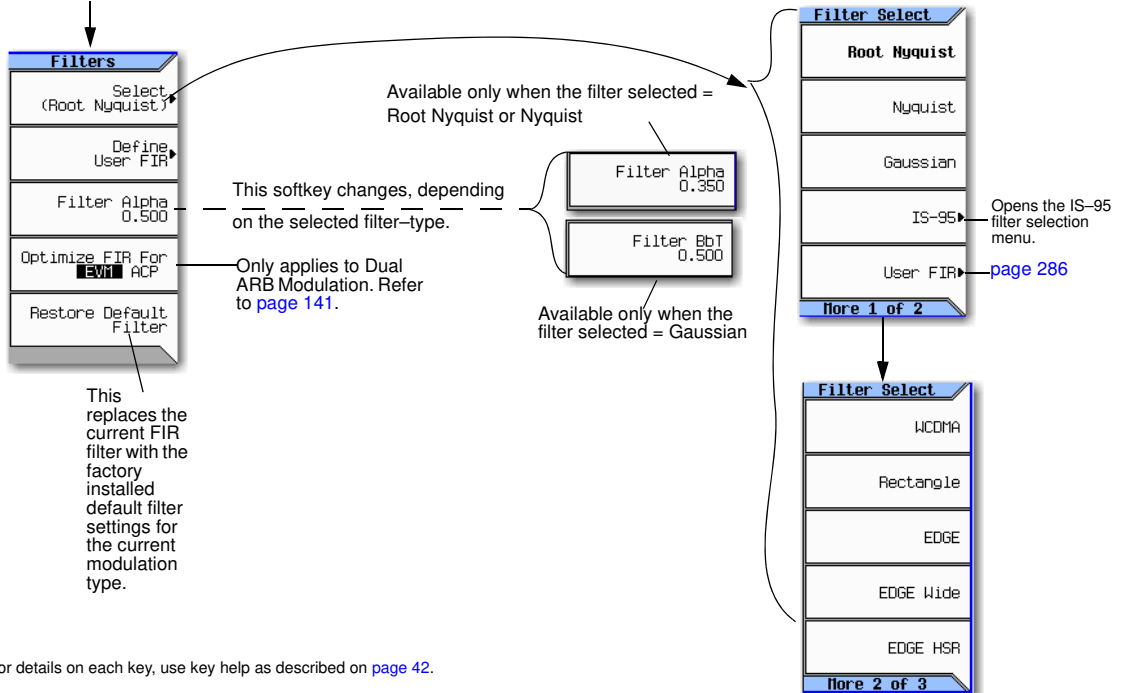 Filters
Select
(Root Nyquist)
Define
User FIR
Filter Alpha
0.500
Optimize FIR For
EVM ACP
Restore Default
Filter
This
replaces the
current FIR
filter with the
factory
installed
default filter
settings for
the current
modulation
type.
This softkey changes, depending
on the selected filter–type.
Only applies to Dual
ARB Modulation. Refer
to page 141.
Available only when the filter selected =
Root Nyquist or Nyquist
Filter Alpha
0.350
Filter BbT
0.500
Available only when the
filter selected = Gaussian
Filter Select
Root Nyquist
Nyquist
Gaussian
IS-95
User FIR
More 1 of 2
Opens the IS–95
filter selection
menu.
page 286
Filter Select
WCDMA
Rectangle
EDGE
EDGE Wide
EDGE HSR
More 2 of 3
or details on each key, use key help as described on page 42.